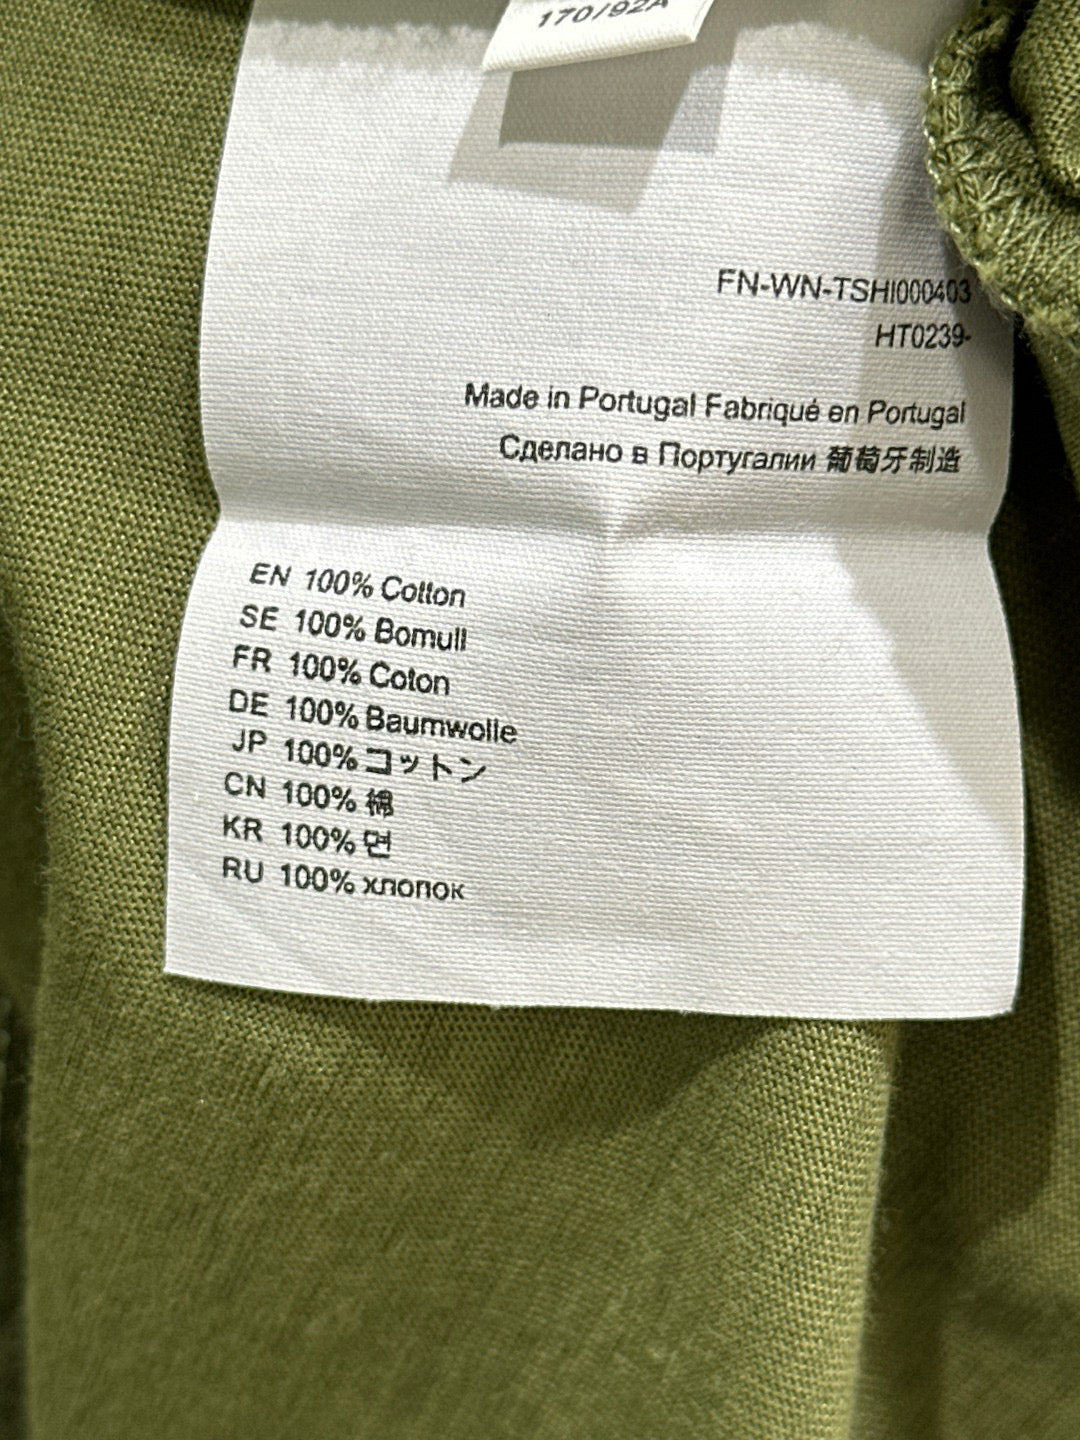 170/92A
FN-WN-TSHI000403
HT0239-
Made in Portugal Fabriqué en Portugal
Сделано в Португалии 葡萄牙制造
EN 100% Cotton
SE 100% Bomull
FR 100% Coton
DE 100% Baumwolle
JP 100% コットン
CN 100% 棉
KR 100% 면
RU 100% хлопок